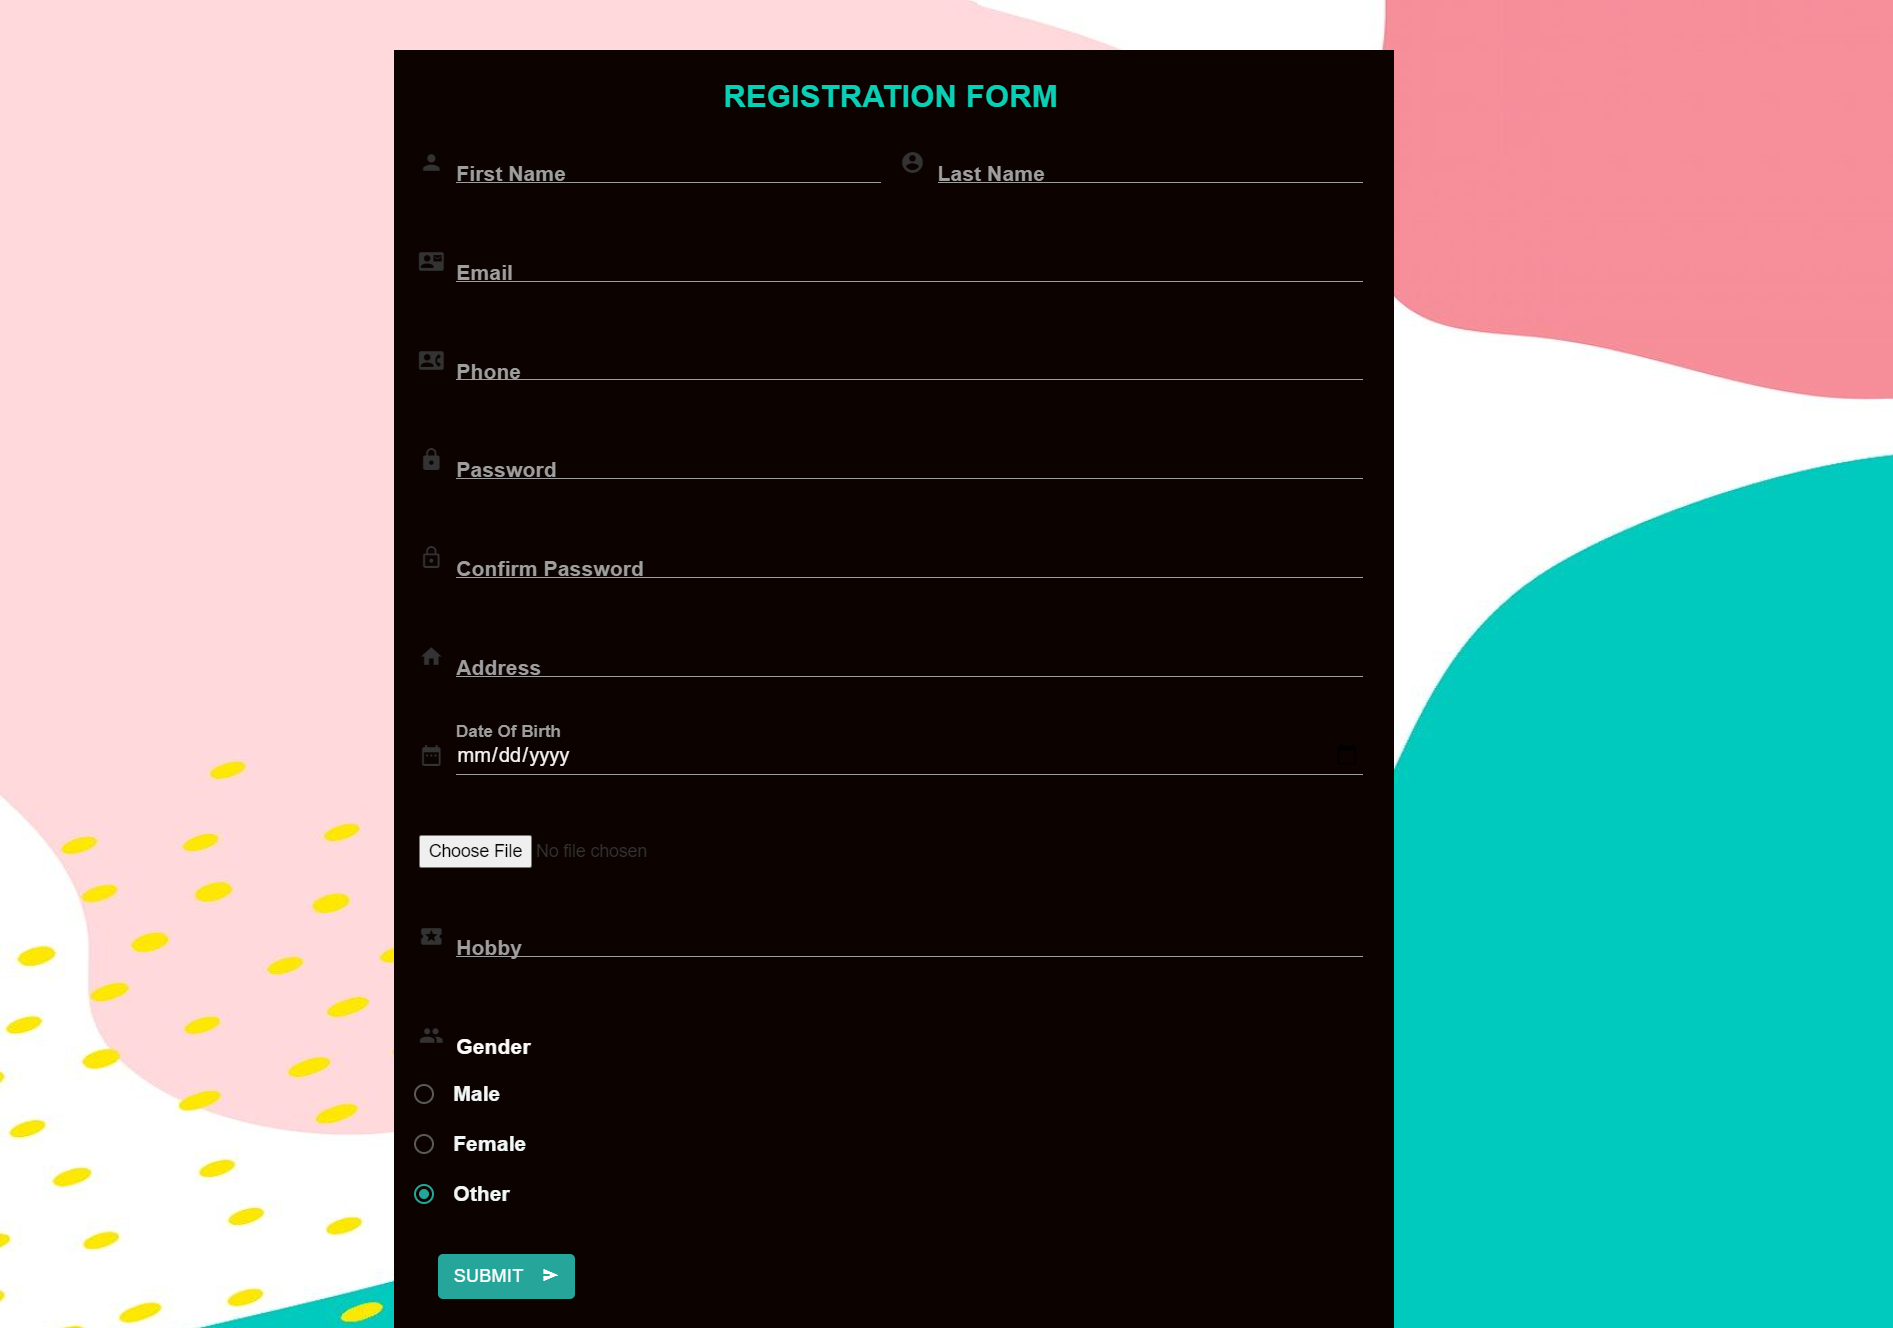 REGISTRATION FORM
First Name Last Name
Email
Phone
Password
Confirm Password
Address
Date Of Birth
mm/dd/yyyy
Choose File No file chosen
Hobby
Gender
Male
Female
Other
SUBMIT